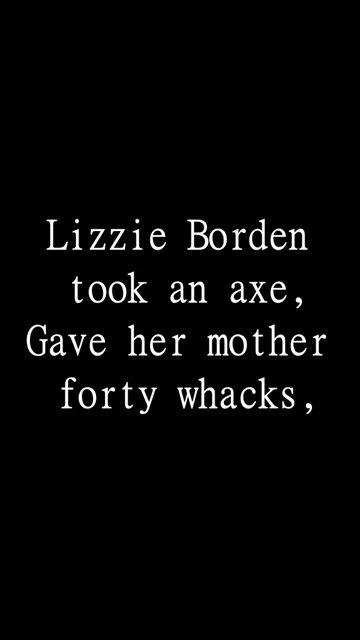 Lizzie Borden
took an axe,
Gave her mother
forty whacks,